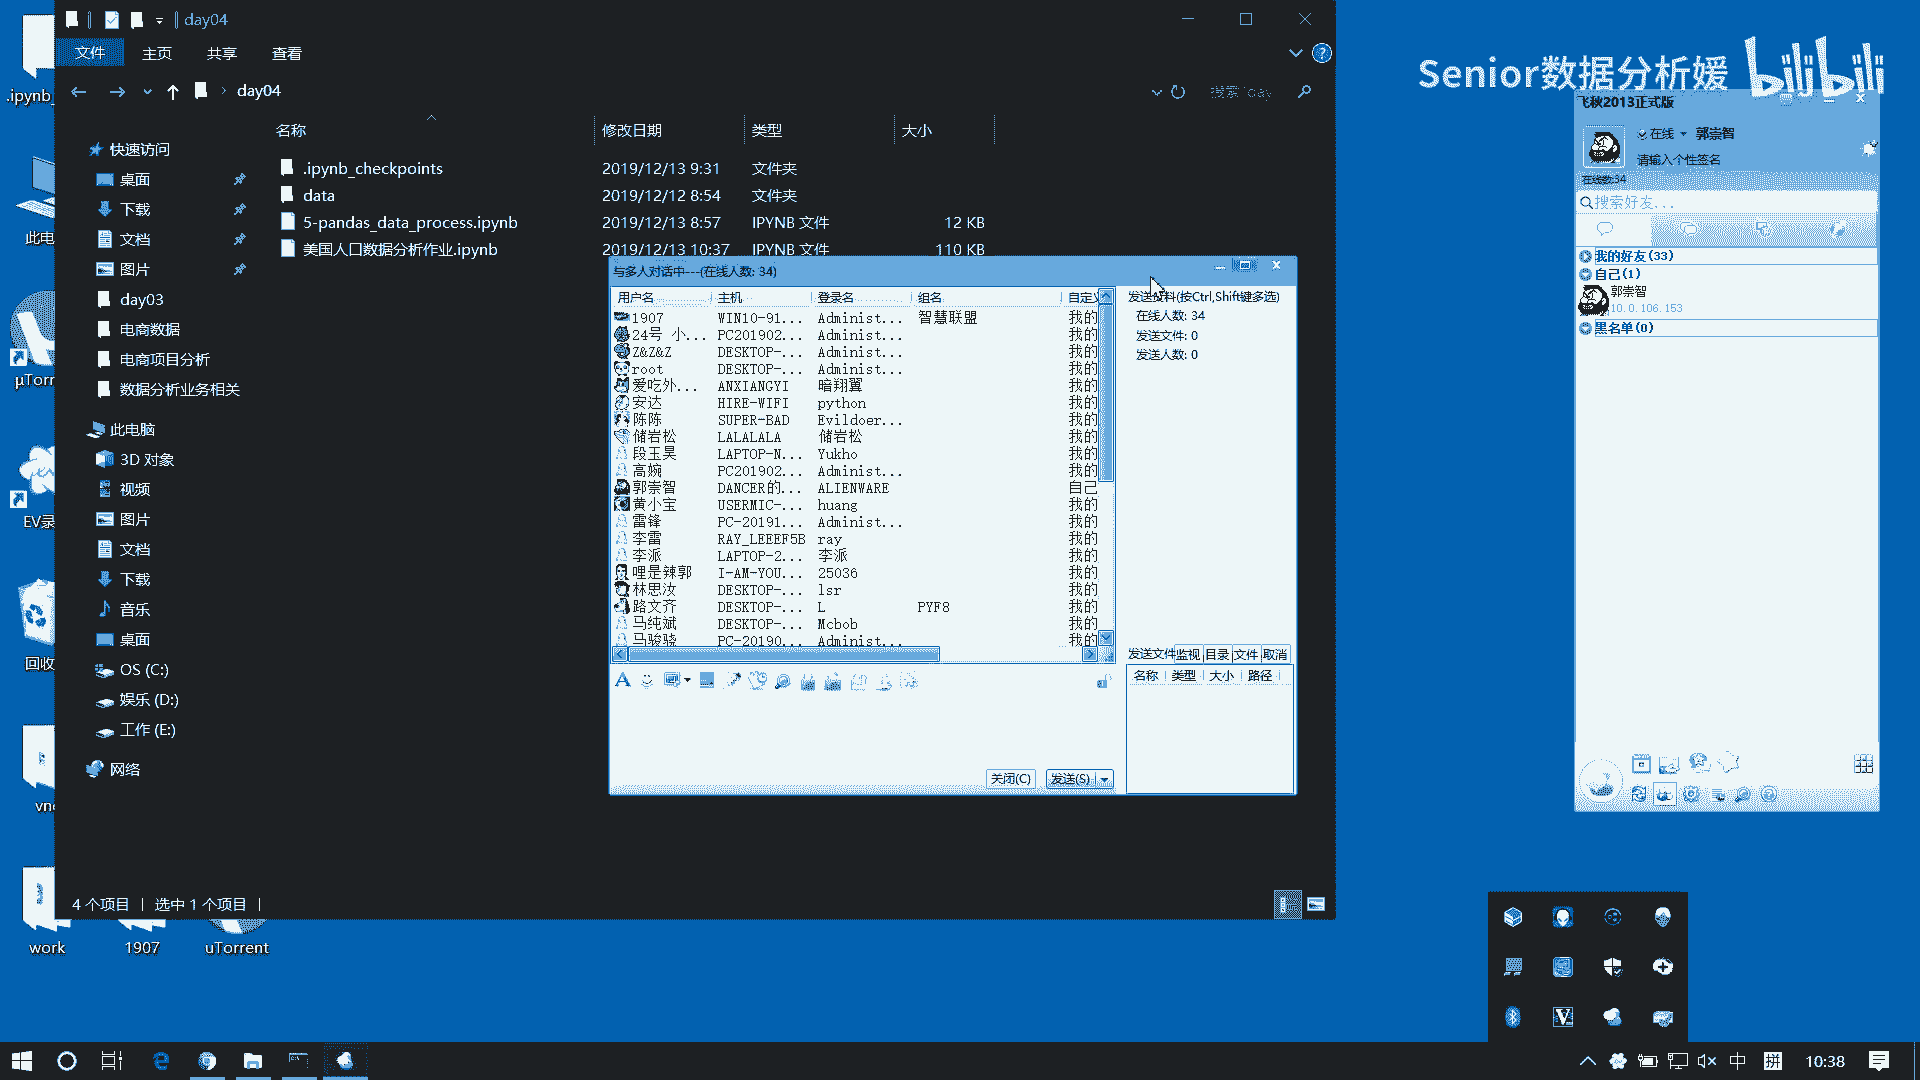 day04
文件 主页 共享 查看
day04
名称 修改日期 类型 大小
.ipynb_checkpoints 2019/12/13 9:31 文件夹
data 2019/12/12 8:54 文件夹
5-pandas_data_process.ipynb 2019/12/13 8:57 IPYNB 文件 12 KB
美国人口数据分析作业.ipynb 2019/12/13 10:37 IPYNB 文件 110 KB
快速访问
桌面
下载
文档
图片
day03
电商数据
电商项目分析
数据分析业务相关
此电脑
3D 对象
视频
图片
文档
下载
音乐
桌面
OS (C:)
娱乐 (D:)
工作 (E:)
网络
4 个项目 选中 1 个项目
.ipynb_
此电
μTorr
EV录
回收
vnc
work
1907
uTorrent
与多人对话中---(在线人数: 34)
用户名 主机 登录名 组名 自定义
1907 WIN10-91... Administ... 智慧联盟 我的
24号 小... PC201902... Administ... 我的
Z&Z&Z DESKTOP-... Administ... 我的
root DESKTOP-... Administ... 我的
爱吃外... ANXIANGYI 暗翔翼 我的
安达 HIRE-WIFI python 我的
陈陈 SUPER-BAD Evildoer... 我的
储岩松 LALALALA 储岩松 我的
段玉昊 LAPTOP-N... Yukho 我的
高婉 PC201902... Administ... 我的
郭崇智 DANCER的... ALIENWARE 自己
黄小宝 USERMIC-... huang 我的
雷锋 PC-20191... Administ... 我的
李雷 RAY_LEEEF5B ray 我的
李派 LAPTOP-2... 李派 我的
哩是辣郭 I-AM-YOU... 25036 我的
林思汝 DESKTOP-... lsr 我的
路文齐 DESKTOP-... L PYF8 我的
马纯斌 DESKTOP-... Mcbob 我的
马骏骁 PC-20190... Administ... 我的
(按Ctrl,Shift键多选)
在线人数: 34
发送文件: 0
发送人数: 0
发送文件 监视 目录 文件 取消
名称 类型 大小 路径
关闭(C) 发送(S)
Senior数据分析媛 bilibili
飞秋2013正式版
在线 郭崇智
请输入个性签名
在线数:34
搜索好友...
我的好友(33)
自己(1)
郭崇智
10.0.106.153
黑名单(0)
中 拼 10:38